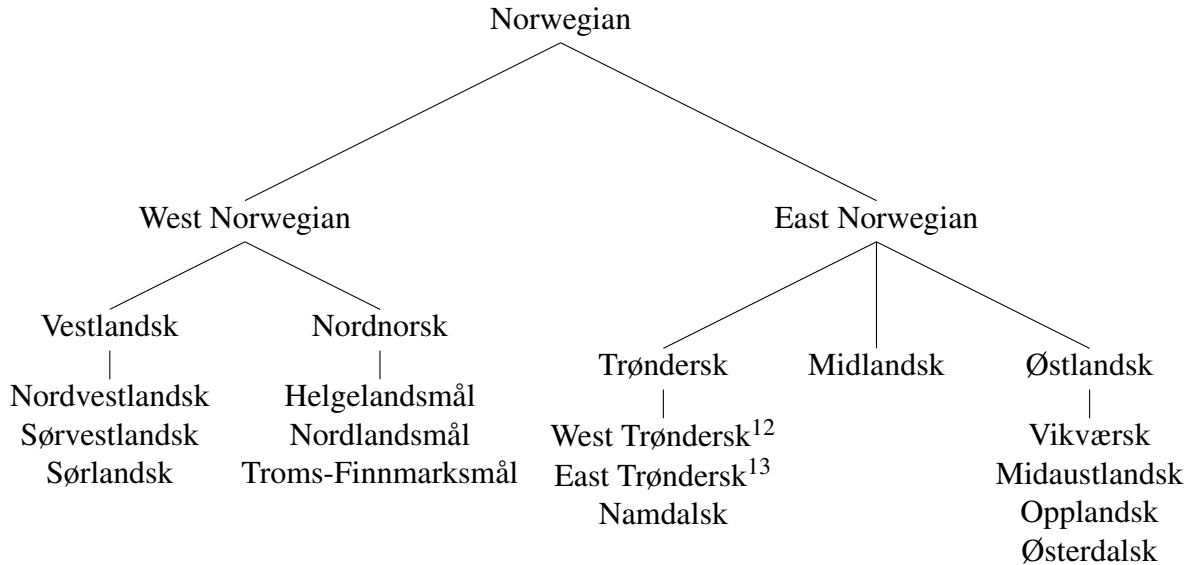 Norwegian
West Norwegian
East Norwegian
Vestlandsk
Nordnorsk
Trøndersk
Midlandsk
Østlandsk
Nordvestlandsk
Sørvestlandsk
Sørlandsk
Helgelandsmål
Nordlandsmål
Troms-Finnmarksmål
West Trøndersk¹²
East Trøndersk¹³
Namdalsk
Vikværsk
Midaustlandsk
Opplandsk
Østerdalsk